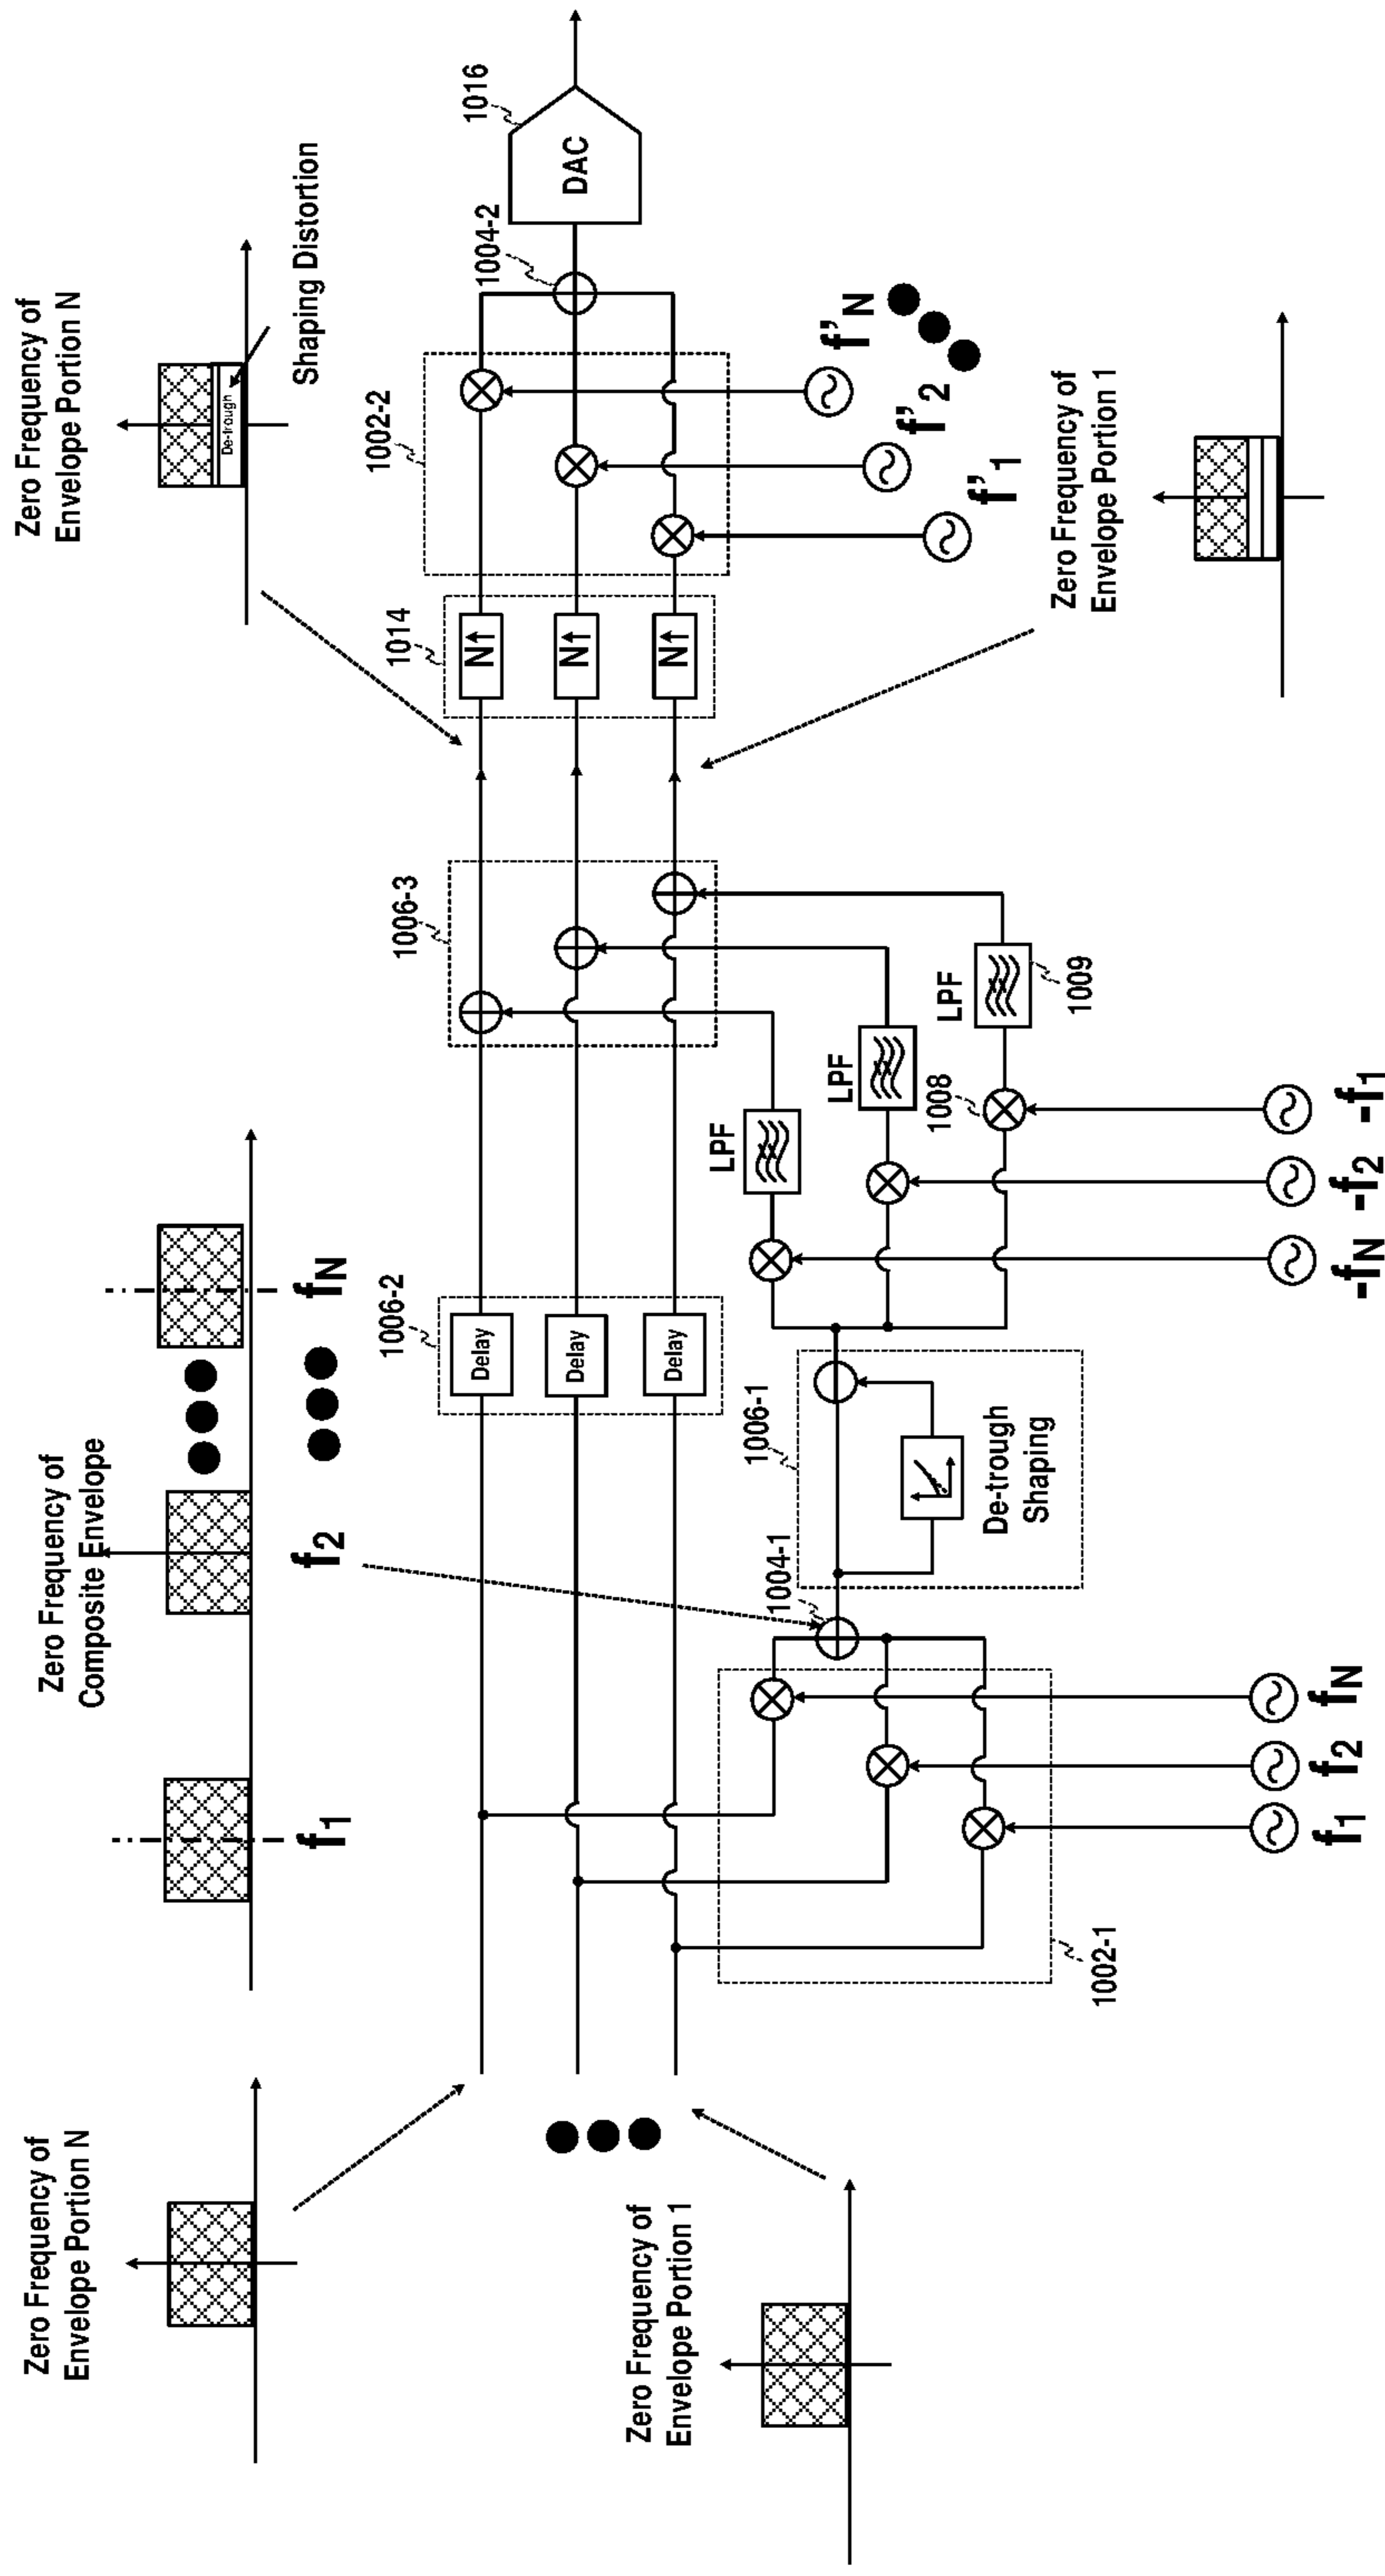 Zero Frequency of
Envelope Portion N
Zero Frequency of
Composite Envelope
Zero Frequency of
Envelope Portion N
De-trough
Shaping Distortion
f1
f2
fN
1006-2
Delay
Delay
Delay
1006-3
1014
N↑
N↑
N↑
1002-2
1004-2
1016
DAC
f'N
f'2
f'1
Zero Frequency of
Envelope Portion 1
1004-1
1006-1
De-trough
Shaping
LPF
LPF
LPF
1008
1009
Zero Frequency of
Envelope Portion 1
1002-1
f1
f2
fN
-fN
-f2
-f1